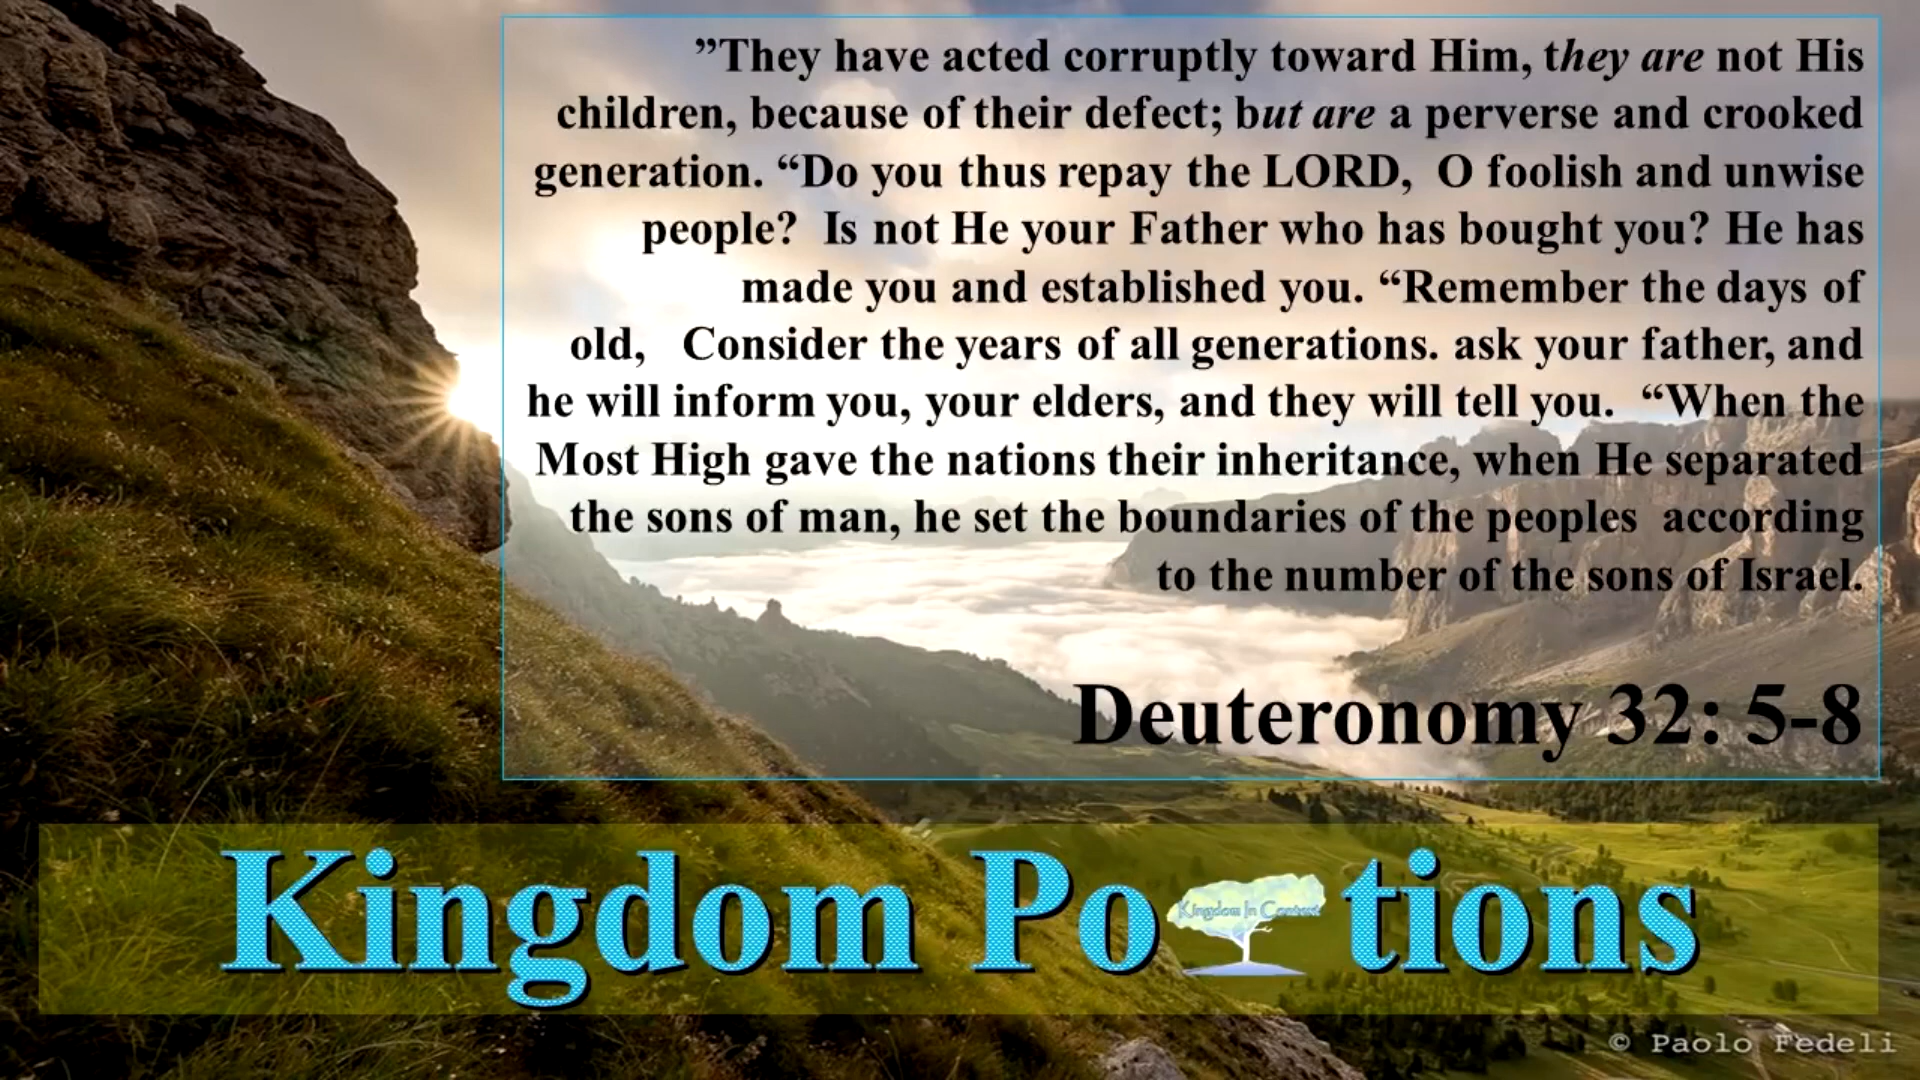 ”They have acted corruptly toward Him, they are not His
children, because of their defect; but are a perverse and crooked
generation. “Do you thus repay the LORD, O foolish and unwise
people? Is not He your Father who has bought you? He has
made you and established you. “Remember the days of
old, Consider the years of all generations. ask your father, and
he will inform you, your elders, and they will tell you. “When the
Most High gave the nations their inheritance, when He separated
the sons of man, he set the boundaries of the peoples according
to the number of the sons of Israel.
Deuteronomy 32: 5-8
Kingdom Po tions
Kingdom In Context
© Paolo Fedeli